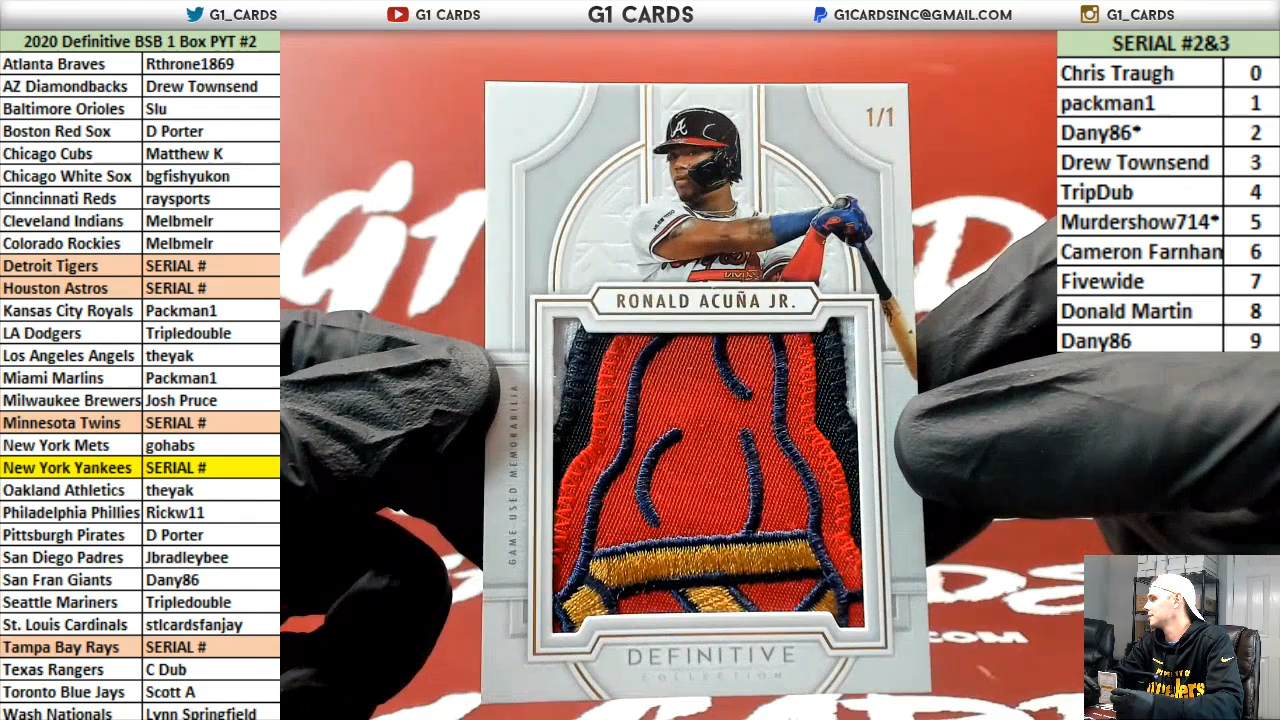 G1_CARDS
G1 CARDS
G1 CARDS
G1CARDSINC@GMAIL.COM
G1_CARDS
2020 Definitive BSB 1 Box PYT #2
Atlanta Braves Rthrone1869
AZ Diamondbacks Drew Townsend
Baltimore Orioles Slu
Boston Red Sox D Porter
Chicago Cubs Matthew K
Chicago White Sox bgfishyukon
Cinncinnati Reds raysports
Cleveland Indians Melbmelr
Colorado Rockies Melbmelr
Detroit Tigers SERIAL #
Houston Astros SERIAL #
Kansas City Royals Packman1
LA Dodgers Tripledouble
Los Angeles Angels theyak
Miami Marlins Packman1
Milwaukee Brewers Josh Pruce
Minnesota Twins SERIAL #
New York Mets gohabs
New York Yankees SERIAL #
Oakland Athletics theyak
Philadelphia Phillies Rickw11
Pittsburgh Pirates D Porter
San Diego Padres Jbradleybee
San Fran Giants Dany86
Seattle Mariners Tripledouble
St. Louis Cardinals stlcardsfanjay
Tampa Bay Rays SERIAL #
Texas Rangers C Dub
Toronto Blue Jays Scott A
Wash Nationals Lynn Springfield
1/1
A
RONALD ACUÑA JR.
GAME USED MEMORABILIA
DEFINITIVE
COLLECTION
G1
.COM
SERIAL #2&3
Chris Traugh 0
packman1 1
Dany86* 2
Drew Townsend 3
TripDub 4
Murdershow714* 5
Cameron Farnhan 6
Fivewide 7
Donald Martin 8
Dany86 9